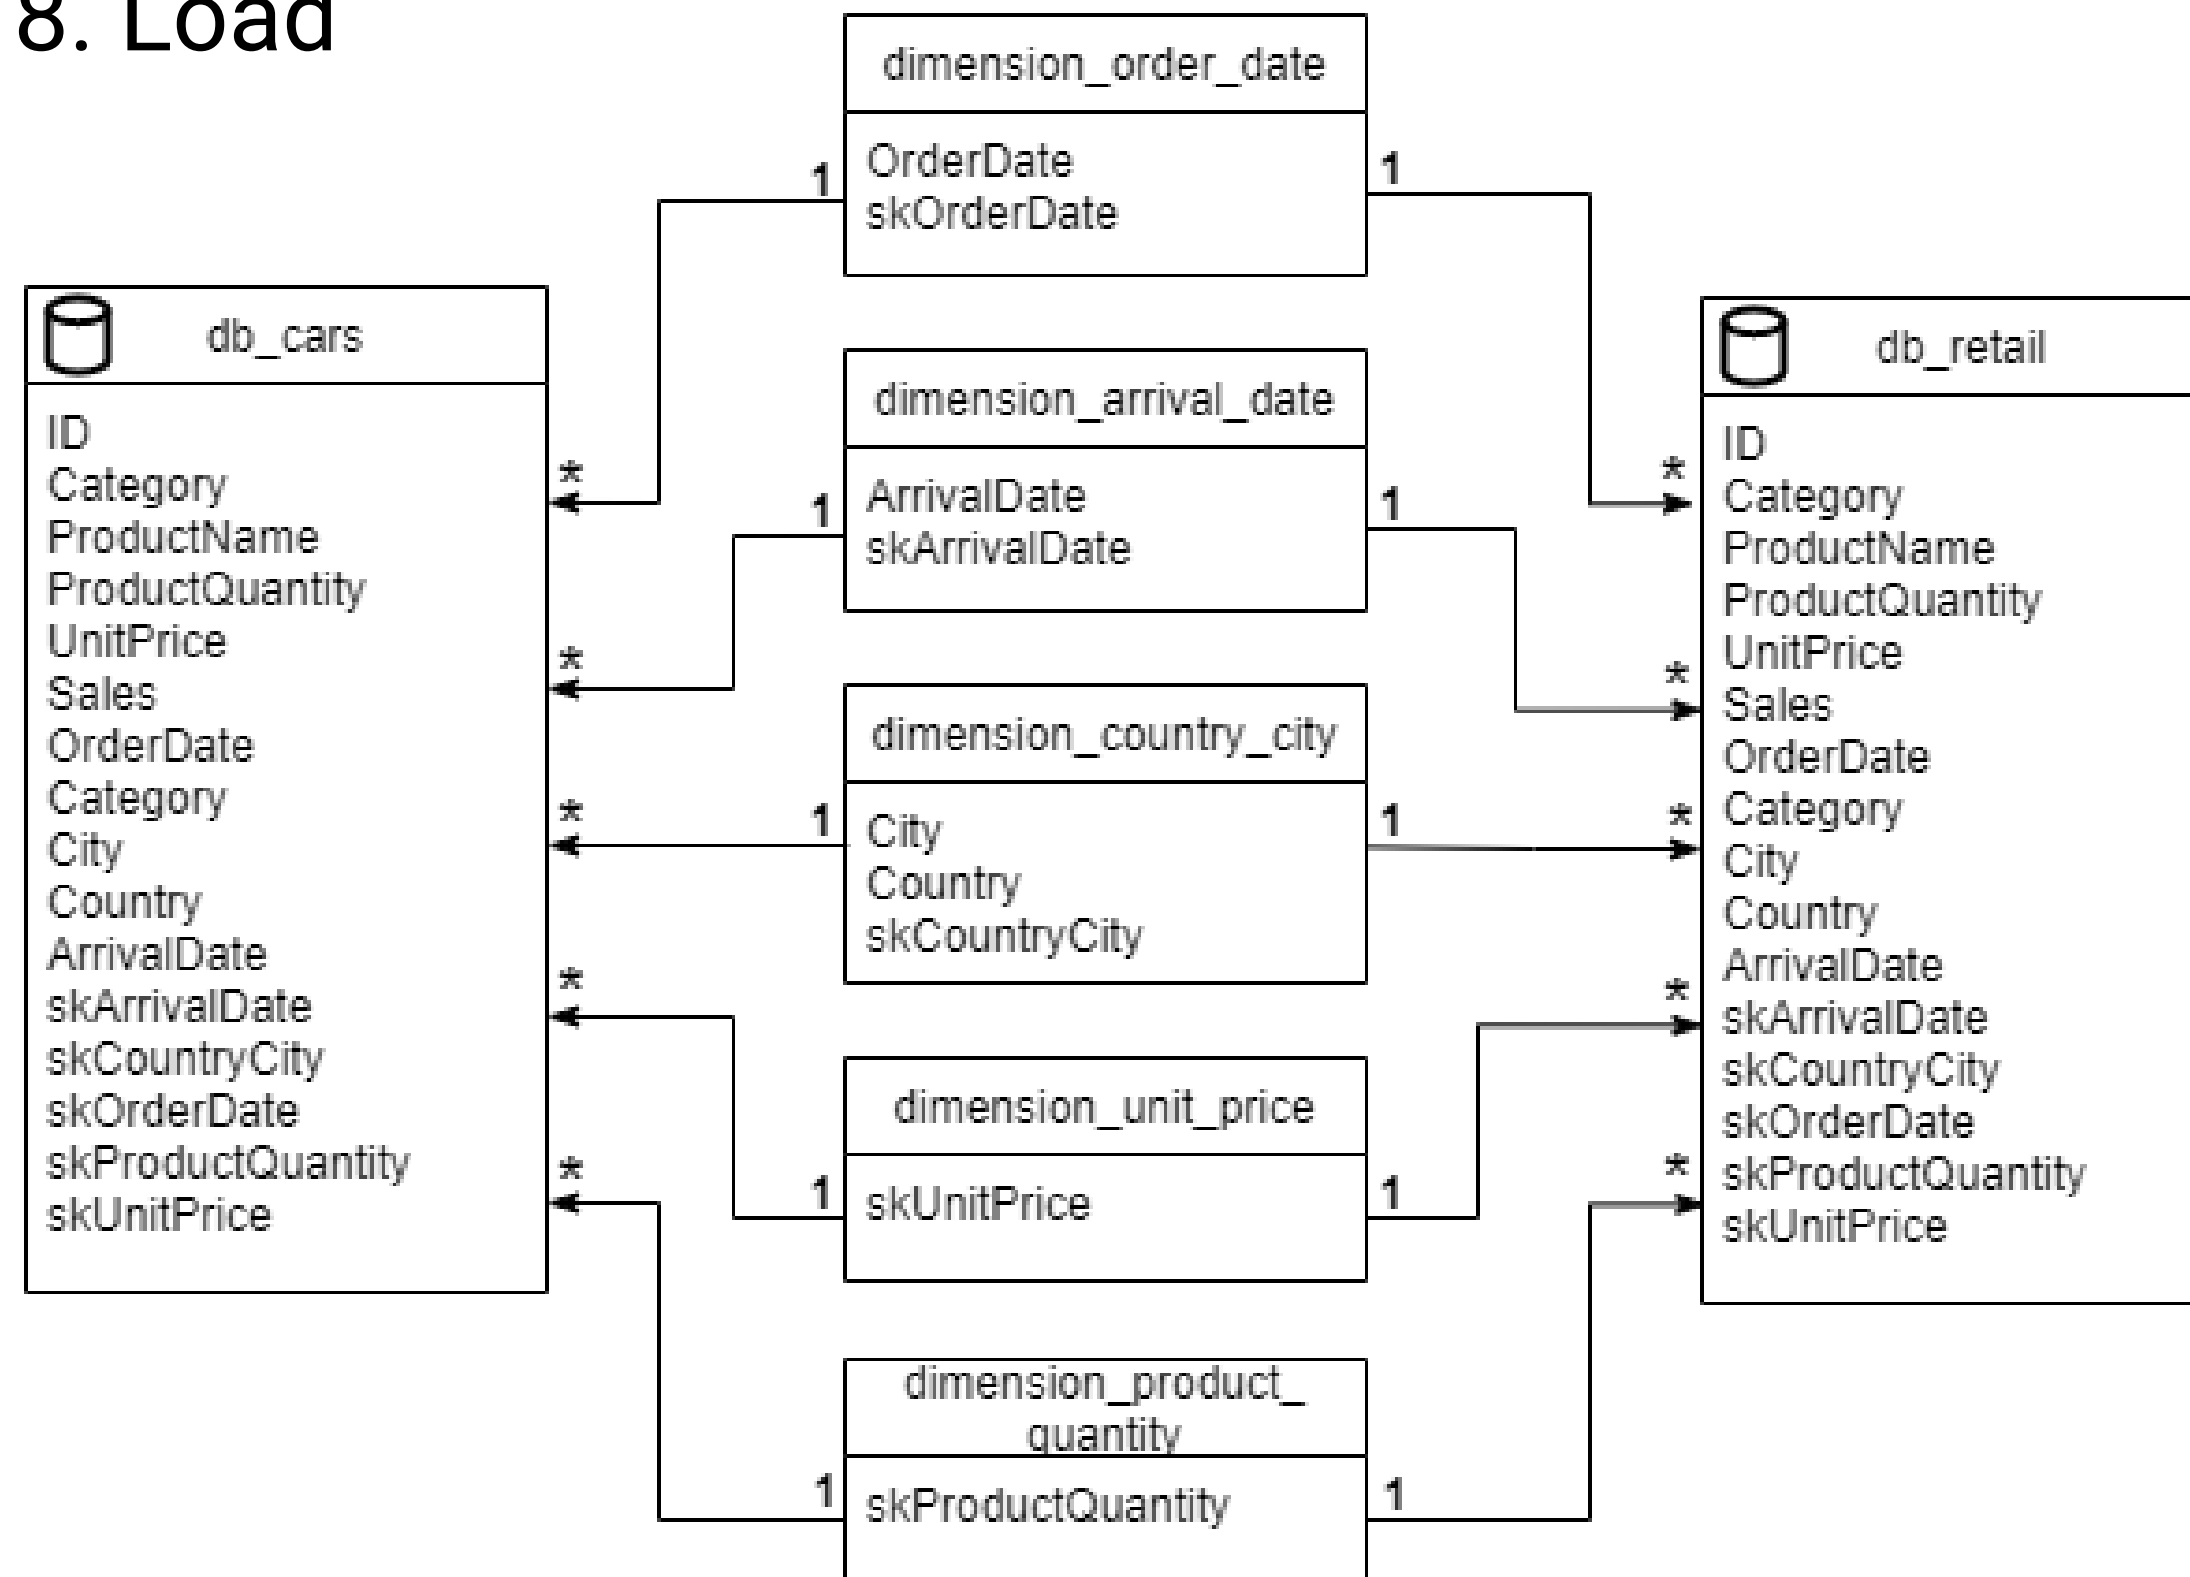 8. Load
dimension_order_date
OrderDate
skOrderDate
1
1
*
*
dimension_arrival_date
ArrivalDate
skArrivalDate
1
1
*
*
dimension_country_city
City
Country
skCountryCity
1
1
*
*
dimension_unit_price
skUnitPrice
1
1
*
*
dimension_product_
quantity
skProductQuantity
1
1
*
*
db_cars
ID
Category
ProductName
ProductQuantity
UnitPrice
Sales
OrderDate
Category
City
Country
ArrivalDate
skArrivalDate
skCountryCity
skOrderDate
skProductQuantity
skUnitPrice
db_retail
ID
Category
ProductName
ProductQuantity
UnitPrice
Sales
OrderDate
Category
City
Country
ArrivalDate
skArrivalDate
skCountryCity
skOrderDate
skProductQuantity
skUnitPrice